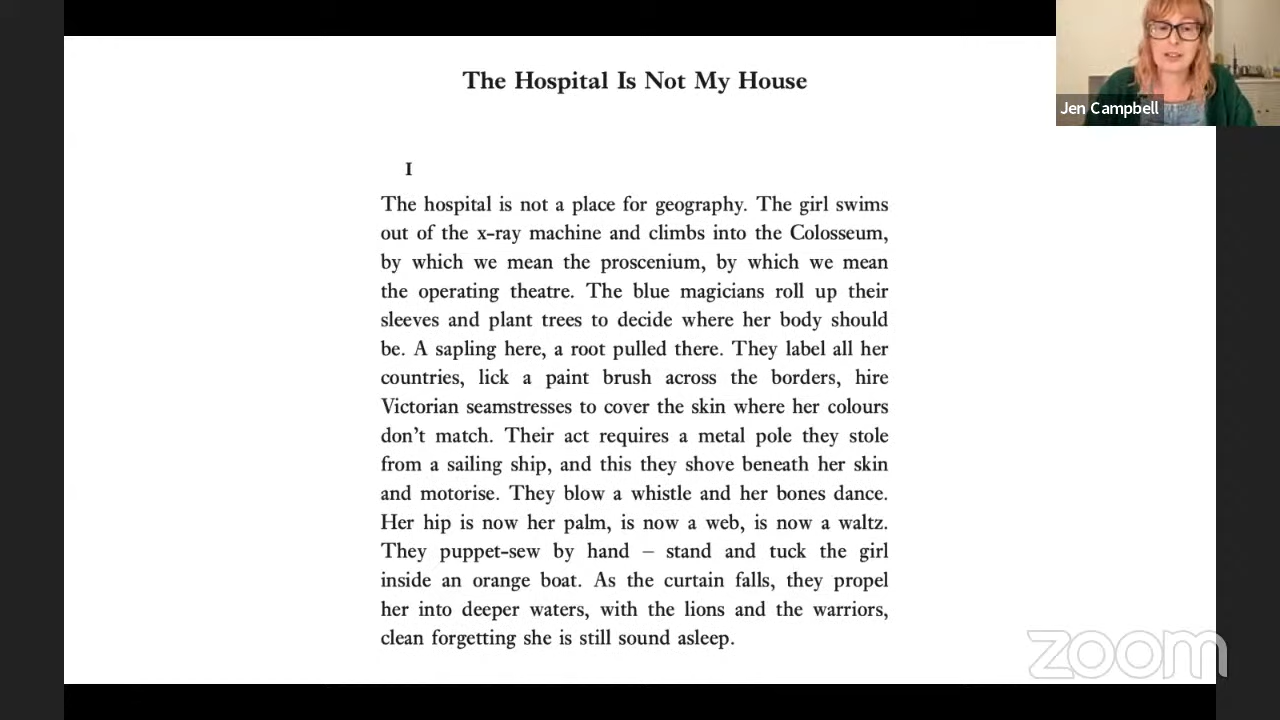 The Hospital Is Not My House
Jen Campbell
I
The hospital is not a place for geography. The girl swims
out of the x-ray machine and climbs into the Colosseum,
by which we mean the proscenium, by which we mean
the operating theatre. The blue magicians roll up their
sleeves and plant trees to decide where her body should
be. A sapling here, a root pulled there. They label all her
countries, lick a paint brush across the borders, hire
Victorian seamstresses to cover the skin where her colours
don't match. Their act requires a metal pole they stole
from a sailing ship, and this they shove beneath her skin
and motorise. They blow a whistle and her bones dance.
Her hip is now her palm, is now a web, is now a waltz.
They puppet-sew by hand – stand and tuck the girl
inside an orange boat. As the curtain falls, they propel
her into deeper waters, with the lions and the warriors,
clean forgetting she is still sound asleep.
zoom